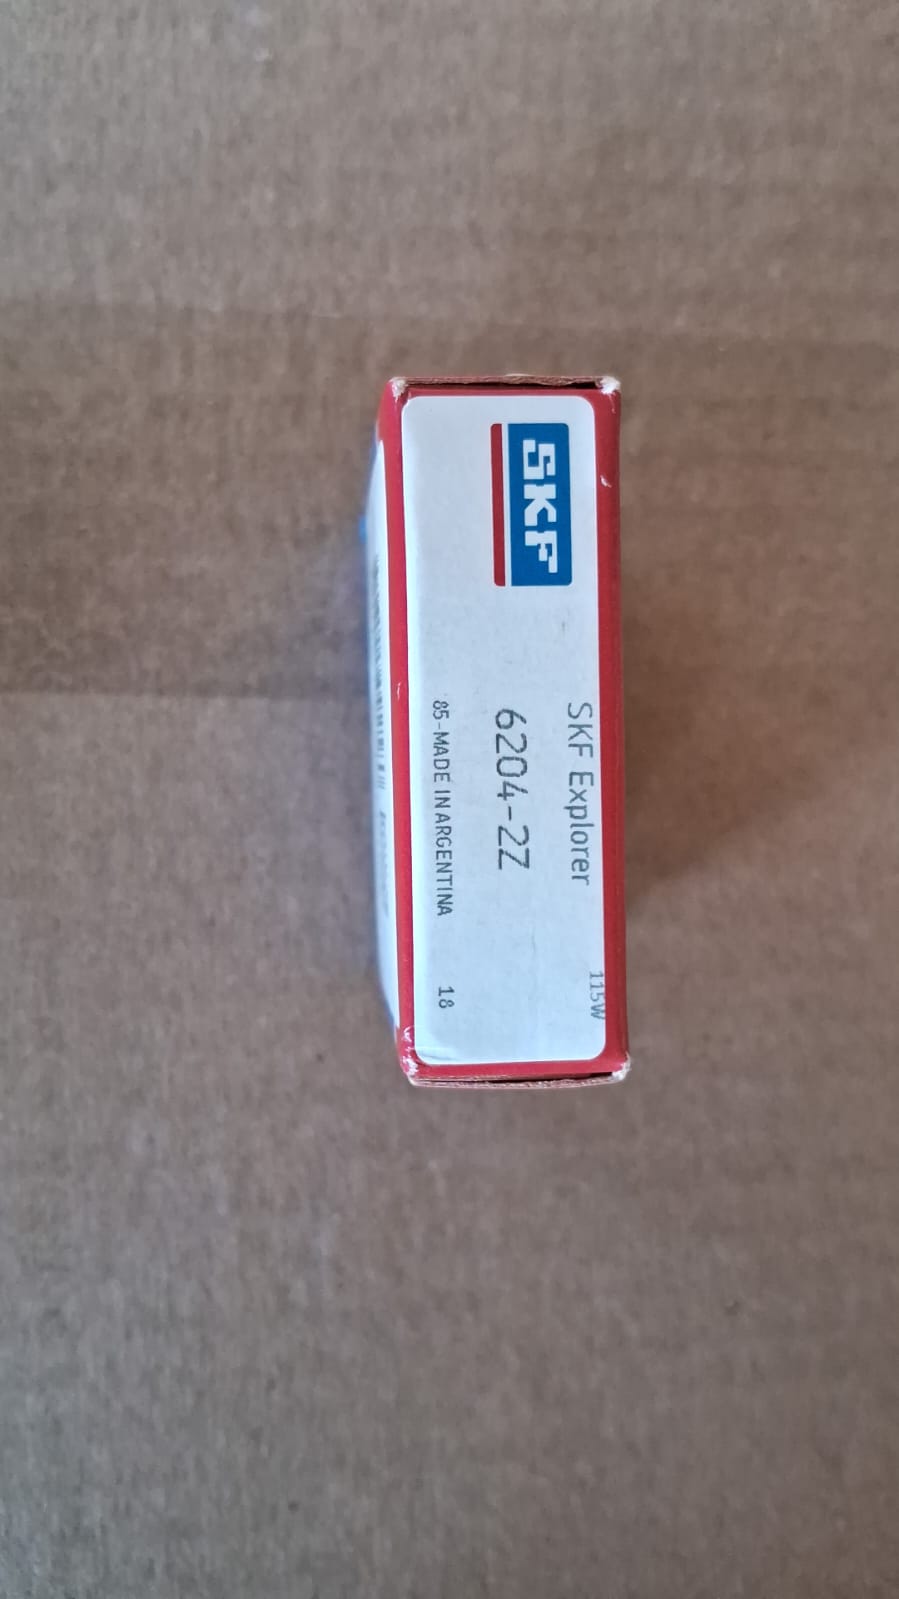 SKF
115W
SKF Explorer
6204-2Z
85-MADE IN ARGENTINA 18